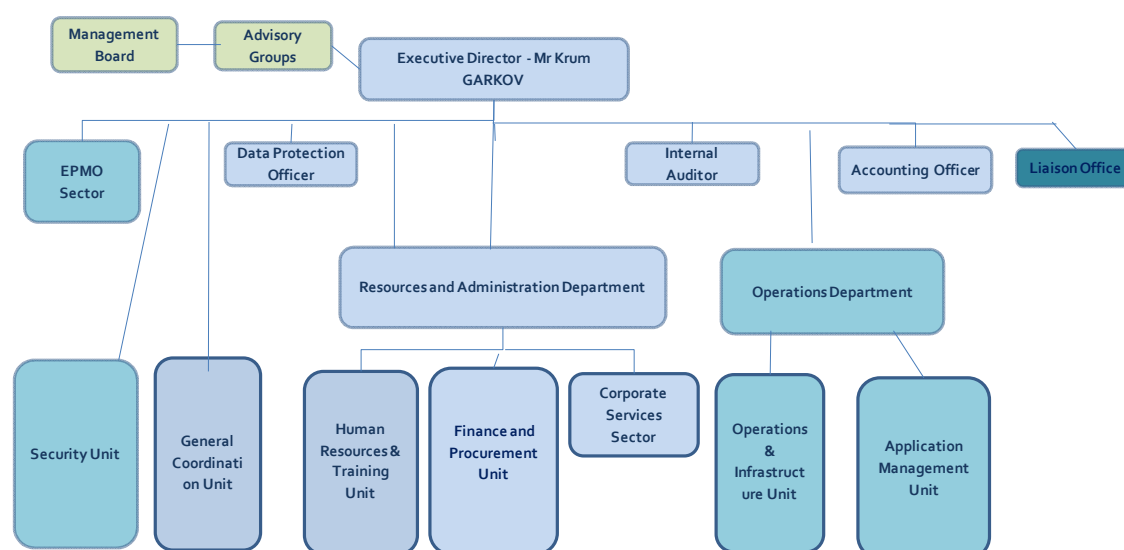 Management
Board
Advisory
Groups
Executive Director - Mr Krum
GARKOV
EPMO
Sector
Data Protection
Officer
Internal
Auditor
Accounting Officer
Liaison Office
Resources and Administration Department
Operations Department
Security Unit
General
Coordinati
on Unit
Human
Resources &
Training
Unit
Finance and
Procurement
Unit
Corporate
Services
Sector
Operations
&
Infrastruct
ure Unit
Application
Management
Unit